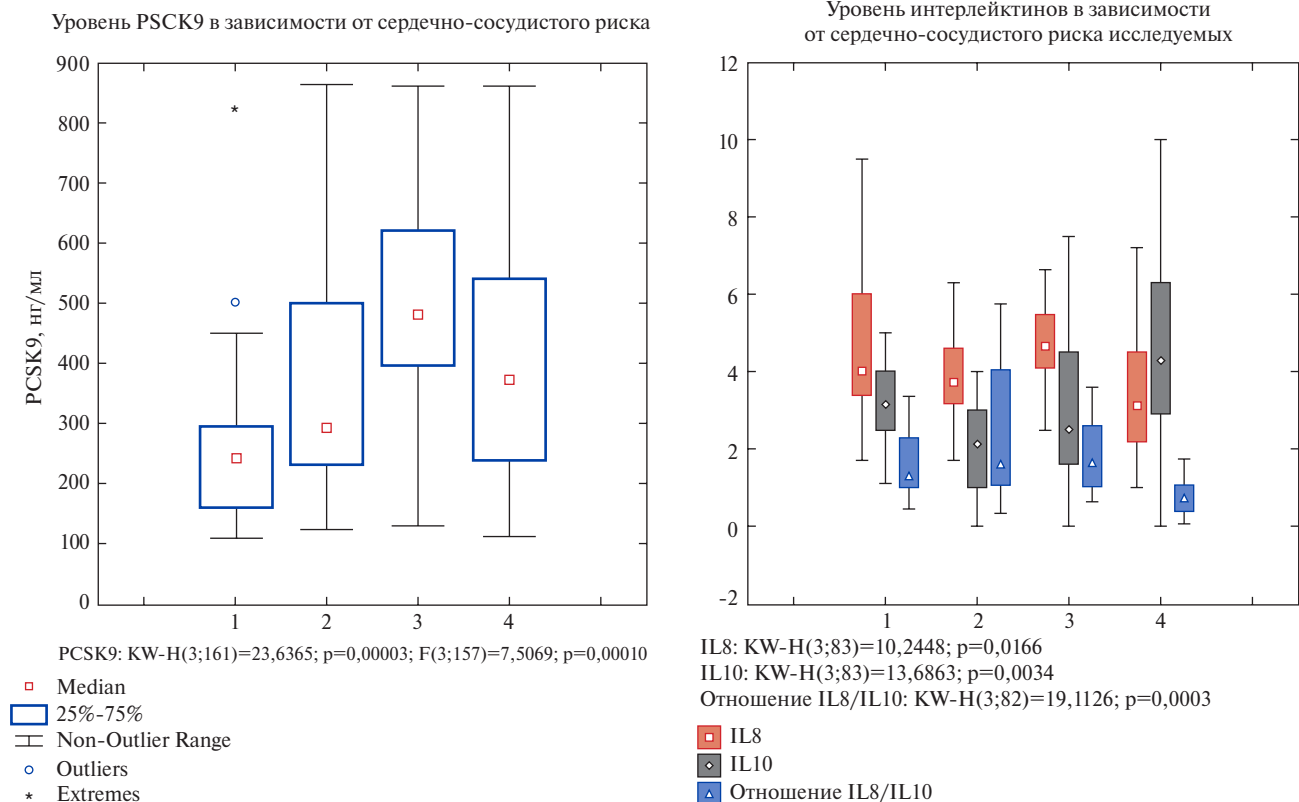 Уровень PSCK9 в зависимости от сердечно-сосудистого риска
900
800
700
600
500
400
300
200
100
0
PCSK9, нг/мл
1 2 3 4
PCSK9: KW-H(3;161)=23,6365; p=0,00003; F(3;157)=7,5069; p=0,00010
Median
25%-75%
Non-Outlier Range
Outliers
Extremes
Уровень интерлейктинов в зависимости
от сердечно-сосудистого риска исследуемых
12
10
8
6
4
2
0
-2
1 2 3 4
IL8: KW-H(3;83)=10,2448; p=0,0166
IL10: KW-H(3;83)=13,6863; p=0,0034
Отношение IL8/IL10: KW-H(3;82)=19,1126; p=0,0003
IL8
IL10
Отношение IL8/IL10